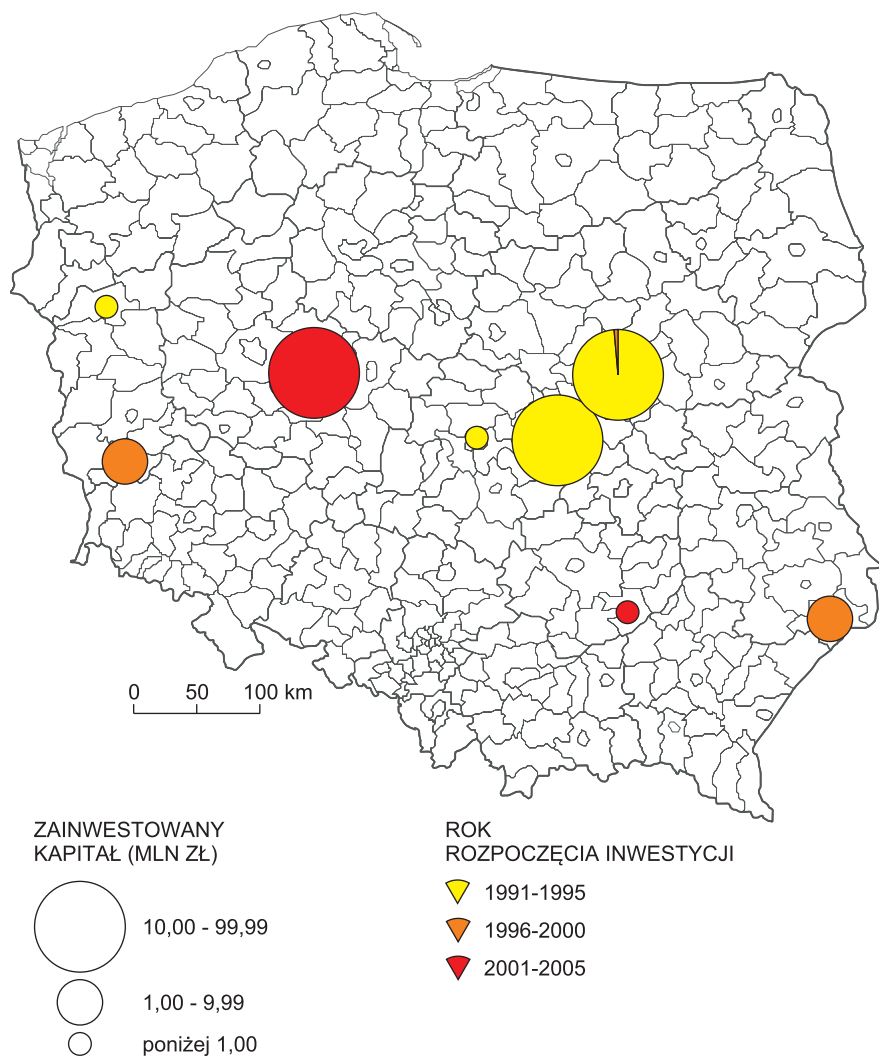 0 50 100 km
ZAINWESTOWANY
KAPITAŁ (MLN ZŁ)
10,00 - 99,99
1,00 - 9,99
poniżej 1,00
ROK
ROZPOCZĘCIA INWESTYCJI
1991-1995
1996-2000
2001-2005